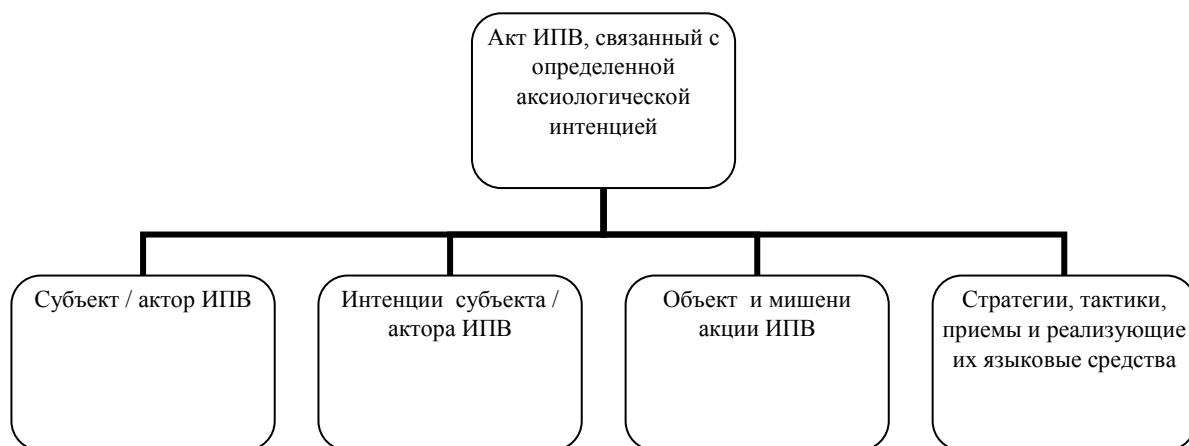 Акт ИПВ, связанный с
определенной
аксиологической
интенцией
Субъект / актор ИПВ
Интенции субъекта /
актора ИПВ
Объект и мишени
акции ИПВ
Стратегии, тактики,
приемы и реализующие
их языковые средства